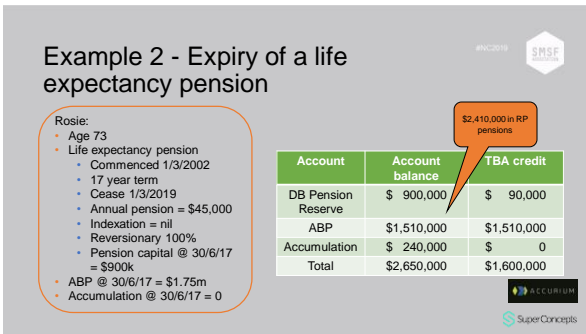 Example 2 - Expiry of a life
expectancy pension
#NC2019
SMSF
ASSOCIATION
Rosie:
• Age 73
• Life expectancy pension
• Commenced 1/3/2002
• 17 year term
• Cease 1/3/2019
• Annual pension = $45,000
• Indexation = nil
• Reversionary 100%
• Pension capital @ 30/6/17
= $900k
• ABP @ 30/6/17 = $1.75m
• Accumulation @ 30/6/17 = 0
$2,410,000 in RP
pensions
Account Account balance TBA credit
DB Pension Reserve $ 900,000 $ 90,000
ABP $1,510,000 $1,510,000
Accumulation $ 240,000 $ 0
Total $2,650,000 $1,600,000
ACCURIUM
SuperConcepts